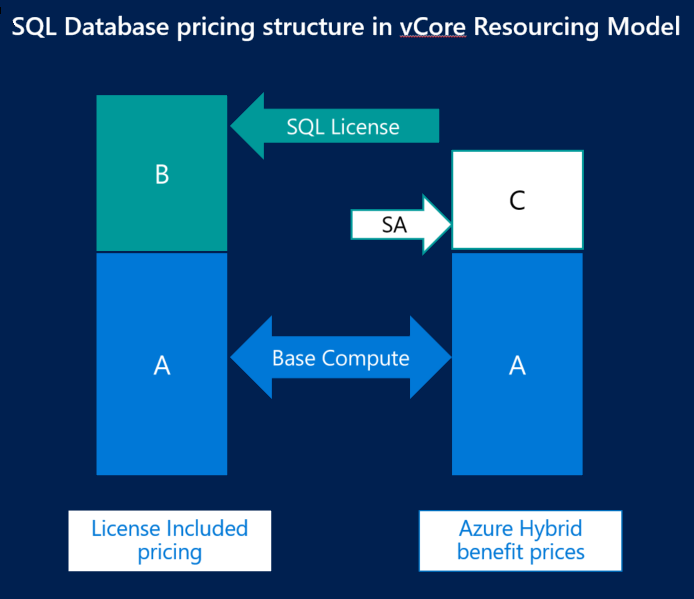 SQL Database pricing structure in vCore Resourcing Model
SQL License
B
C
SA
A
Base Compute
A
License Included
pricing
Azure Hybrid
benefit prices